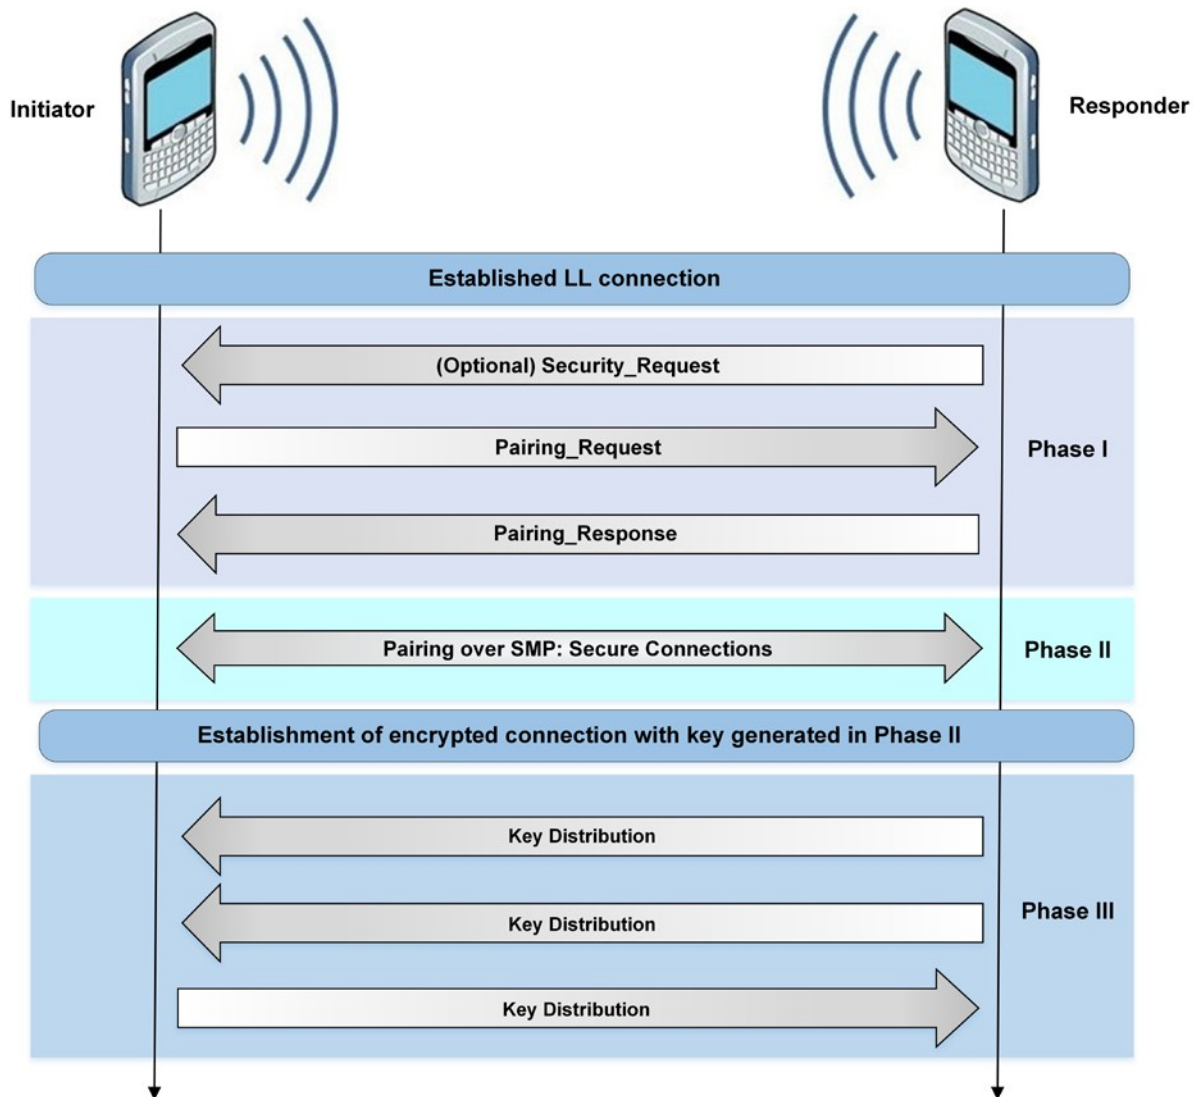 Initiator
Responder
Established LL connection
(Optional) Security_Request
Pairing_Request
Phase I
Pairing_Response
Pairing over SMP: Secure Connections
Phase II
Establishment of encrypted connection with key generated in Phase II
Key Distribution
Key Distribution
Phase III
Key Distribution